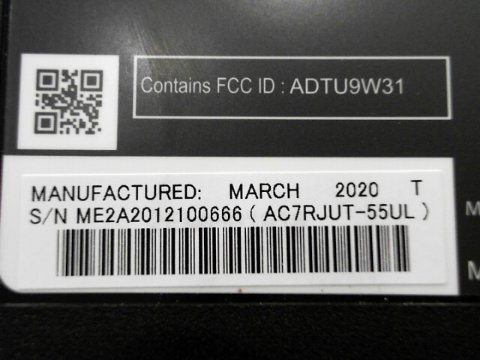 Contains FCC ID : ADTU9W31
MANUFACTURED: MARCH 2020 T
S/N ME2A2012100666 ( AC7RJUT-55UL )
M
M